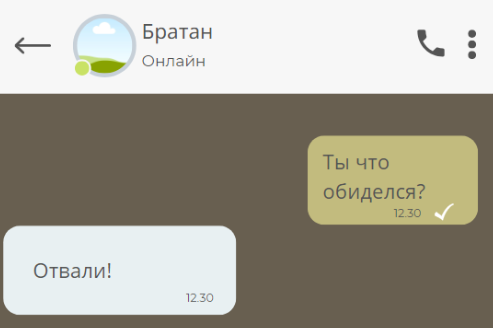 Братан
Онлайн
Ты что
обиделся?
12.30
Отвали!
12.30